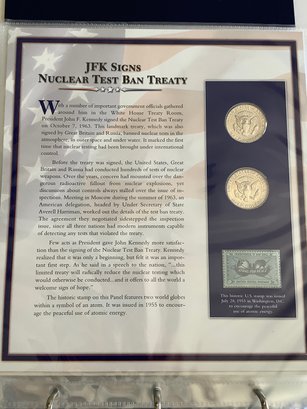 JFK SIGNS
NUCLEAR TEST BAN TREATY
With a number of important government officials gathered
around him in the White House Treaty Room,
President John F. Kennedy signed the Nuclear Test Ban Treaty
on October 7, 1963. This landmark treaty, which was also
signed by Great Britain and Russia, banned nuclear tests in the
atmosphere, in outer space and under water. It marked the first
time that nuclear testing had been brought under international
control.
Before the treaty was signed, the United States, Great
Britain and Russia had conducted hundreds of tests of nuclear
weapons. Over the years, concern had mounted over the dan-
gerous radioactive fallout from nuclear explosions, yet
discussions about controls always stalled over the issue of in-
spections. Meeting in Moscow during the summer of 1963, an
American delegation, headed by Under Secretary of State
Averell Harriman, worked out the details of the test ban treaty.
The agreement they negotiated sidestepped the inspection
issue, since all three nations had modern instruments capable
of detecting any tests that violated the treaty.
Few acts as President gave John Kennedy more satisfac-
tion than the signing of the Nuclear Test Ban Treaty. Kennedy
realized that it was only a beginning, but felt it was an impor-
tant first step. As he said in a speech to the nation, "...this
limited treaty will radically reduce the nuclear testing which
would otherwise be conducted...and it offers to all the world a
welcome sign of hope."
The historic stamp on this Panel features two world globes
within a symbol of an atom. It was issued in 1955 to encour-
age the peaceful use of atomic energy.
This historic U.S. stamp was issued
July 28, 1955 in Washington, D.C.
to encourage the peaceful use
of atomic energy.